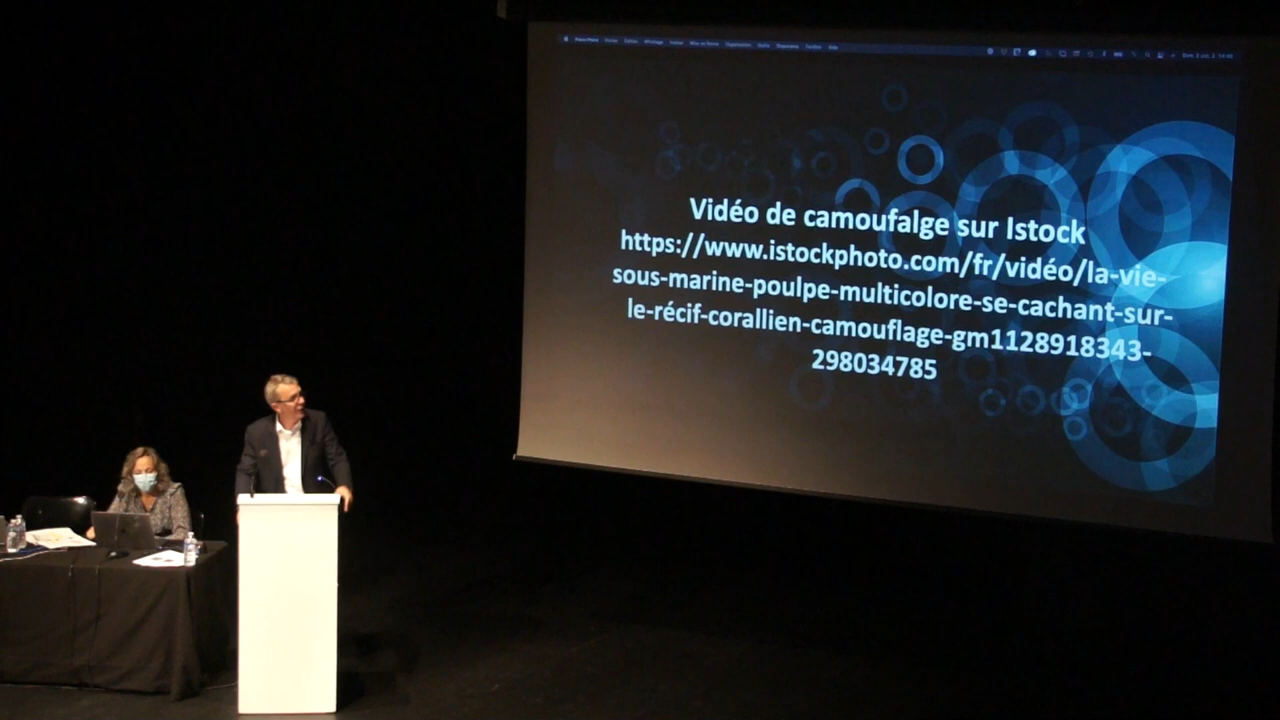 Vidéo de camoufalge sur Istock
https://www.istockphoto.com/fr/vidéo/la-vie-
sous-marine-poulpe-multicolore-se-cachant-sur-
le-récif-corallien-camouflage-gm1128918343-
298034785